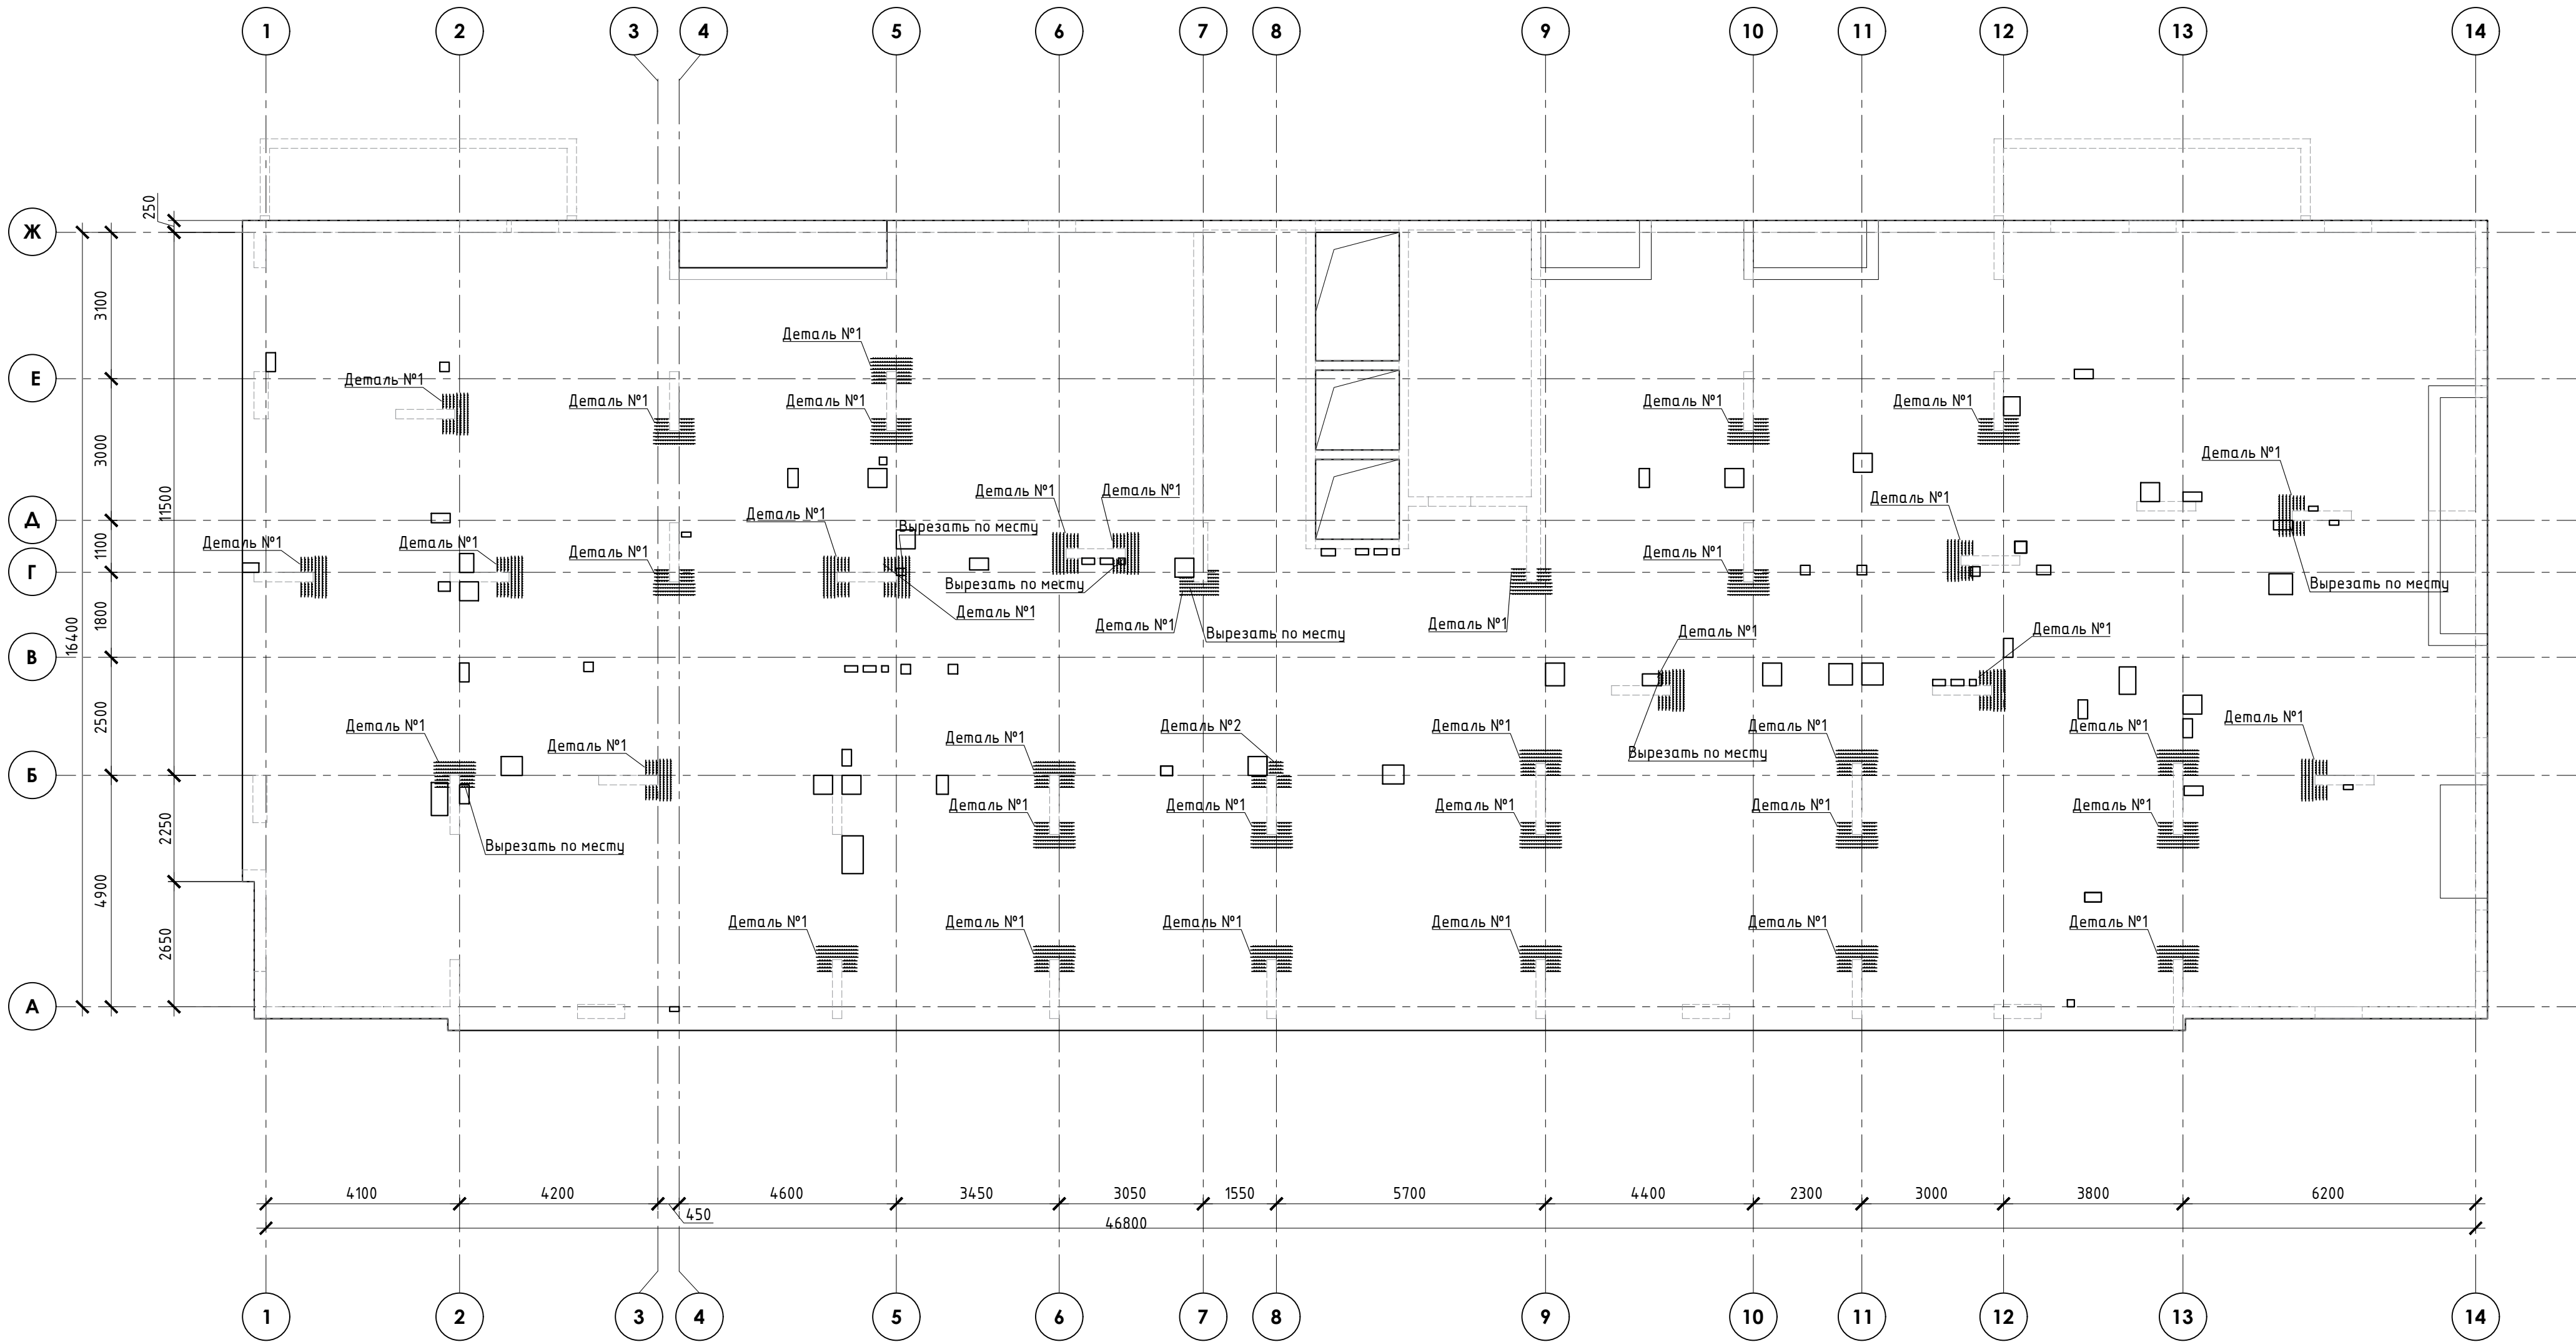 1 2 3 4 5 6 7 8 9 10 11 12 13 14
250
Ж
3100
Деталь №1
Е
Деталь №1
Деталь №1 Деталь №1 Деталь №1 Деталь №1
3000
Деталь №1
11500
Деталь №1 Деталь №1 Деталь №1
Деталь №1
Д
Вырезать по месту
1100
Деталь №1 Деталь №1 Деталь №1 Деталь №1
Г
Вырезать по месту Вырезать по месту
1800
Деталь №1
Деталь №1 Вырезать по месту Деталь №1 Деталь №1 Деталь №1
16400
В
2500
Деталь №1 Деталь №2 Деталь №1 Деталь №1 Деталь №1 Деталь №1
Деталь №1 Деталь №1 Вырезать по месту
Б
Деталь №1 Деталь №1 Деталь №1 Деталь №1 Деталь №1
2250
Вырезать по месту
4900
Деталь №1 Деталь №1 Деталь №1 Деталь №1 Деталь №1 Деталь №1
2650
А
4100 4200 4600 3450 3050 1550 5700 4400 2300 3000 3800 6200
450
46800
1 2 3 4 5 6 7 8 9 10 11 12 13 14